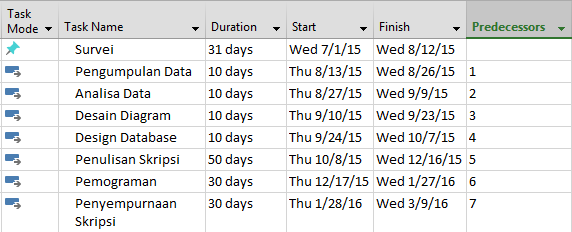 Task Mode Task Name Duration Start Finish Predecessors
Survei 31 days Wed 7/1/15 Wed 8/12/15
Pengumpulan Data 10 days Thu 8/13/15 Wed 8/26/15 1
Analisa Data 10 days Thu 8/27/15 Wed 9/9/15 2
Desain Diagram 10 days Thu 9/10/15 Wed 9/23/15 3
Design Database 10 days Thu 9/24/15 Wed 10/7/15 4
Penulisan Skripsi 50 days Thu 10/8/15 Wed 12/16/15 5
Pemograman 30 days Thu 12/17/15 Wed 1/27/16 6
Penyempurnaan Skripsi 30 days Thu 1/28/16 Wed 3/9/16 7